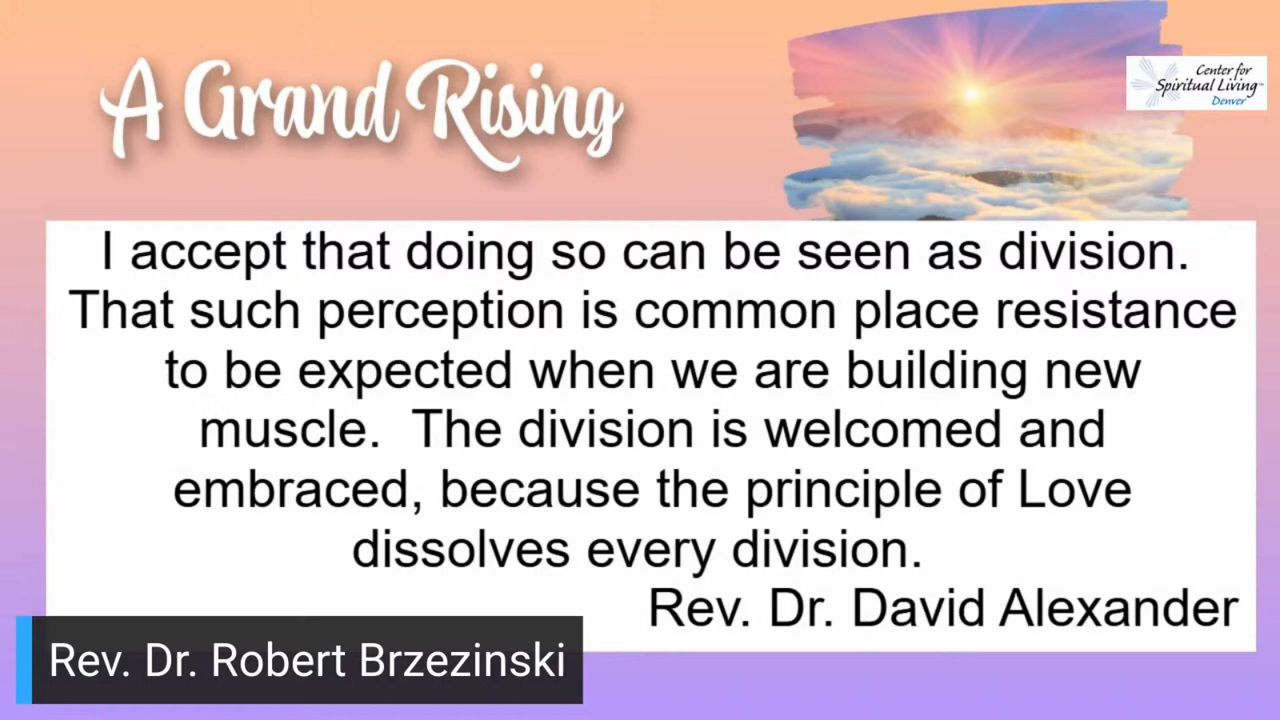 A Grand Rising
Center for
Spiritual Living™
Denver
I accept that doing so can be seen as division.
That such perception is common place resistance
to be expected when we are building new
muscle.  The division is welcomed and
embraced, because the principle of Love
dissolves every division.
Rev. Dr. David Alexander
Rev. Dr. Robert Brzezinski